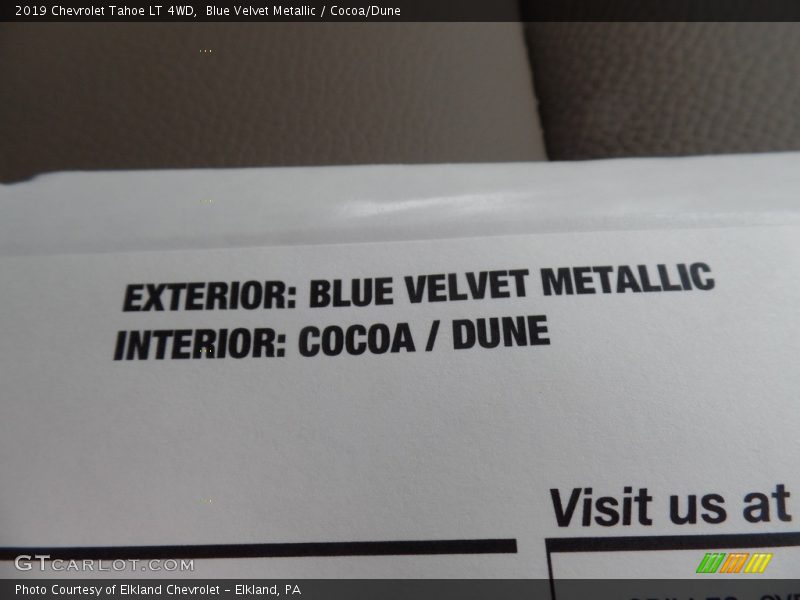 2019 Chevrolet Tahoe LT 4WD,  Blue Velvet Metallic / Cocoa/Dune
EXTERIOR: BLUE VELVET METALLIC
INTERIOR: COCOA / DUNE
Visit us at
GTCARLOT.COM
Photo Courtesy of Elkland Chevrolet – Elkland, PA